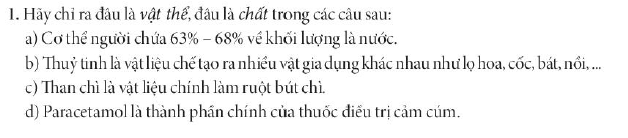 1. Hãy chỉ ra đâu là vật thể, đâu là chất trong các câu sau:
a) Cơ thể người chứa 63% – 68% về khối lượng là nước.
b) Thuỷ tinh là vật liệu chế tạo ra nhiều vật gia dụng khác nhau như lọ hoa, cốc, bát, nồi, ...
c) Than chì là vật liệu chính làm ruột bút chì.
d) Paracetamol là thành phần chính của thuốc điều trị cảm cúm.